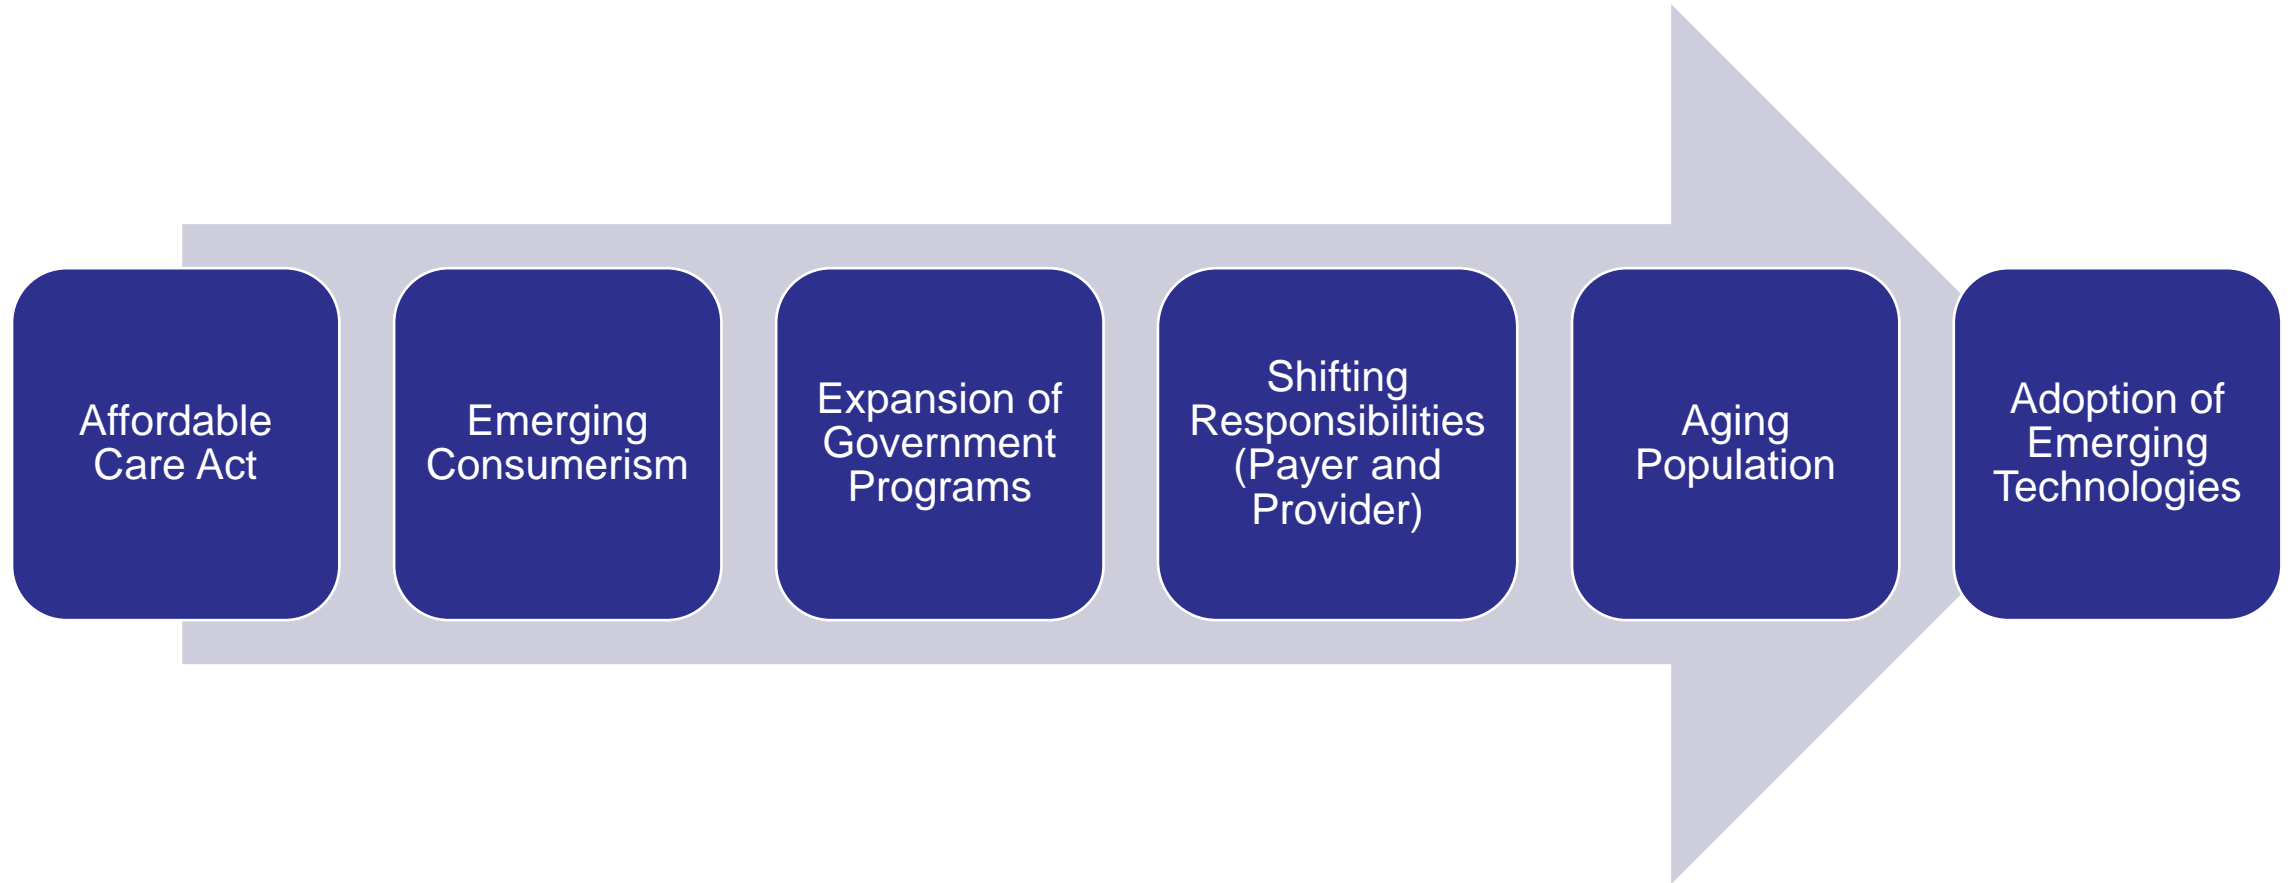 Affordable
Care Act
Emerging
Consumerism
Expansion of
Government
Programs
Shifting
Responsibilities
(Payer and
Provider)
Aging
Population
Adoption of
Emerging
Technologies